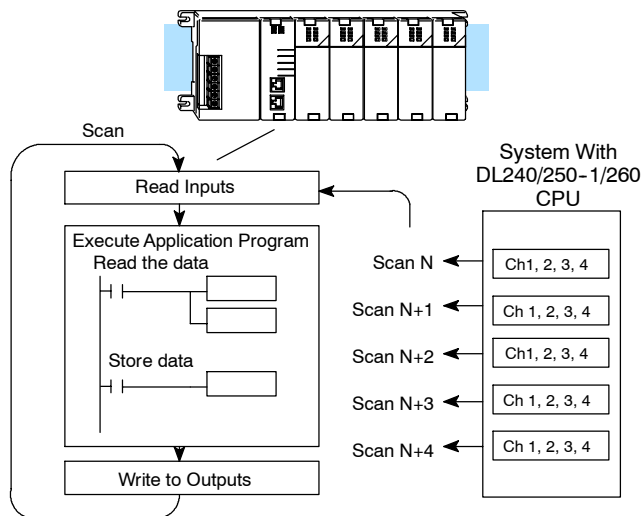 Scan
Read Inputs
Execute Application Program
Read the data
Store data
Write to Outputs
System With
DL240/250-1/260
CPU
Scan N
Ch1, 2, 3, 4
Scan N+1
Ch 1, 2, 3, 4
Scan N+2
Ch1, 2, 3, 4
Scan N+3
Ch 1, 2, 3, 4
Scan N+4
Ch 1, 2, 3, 4